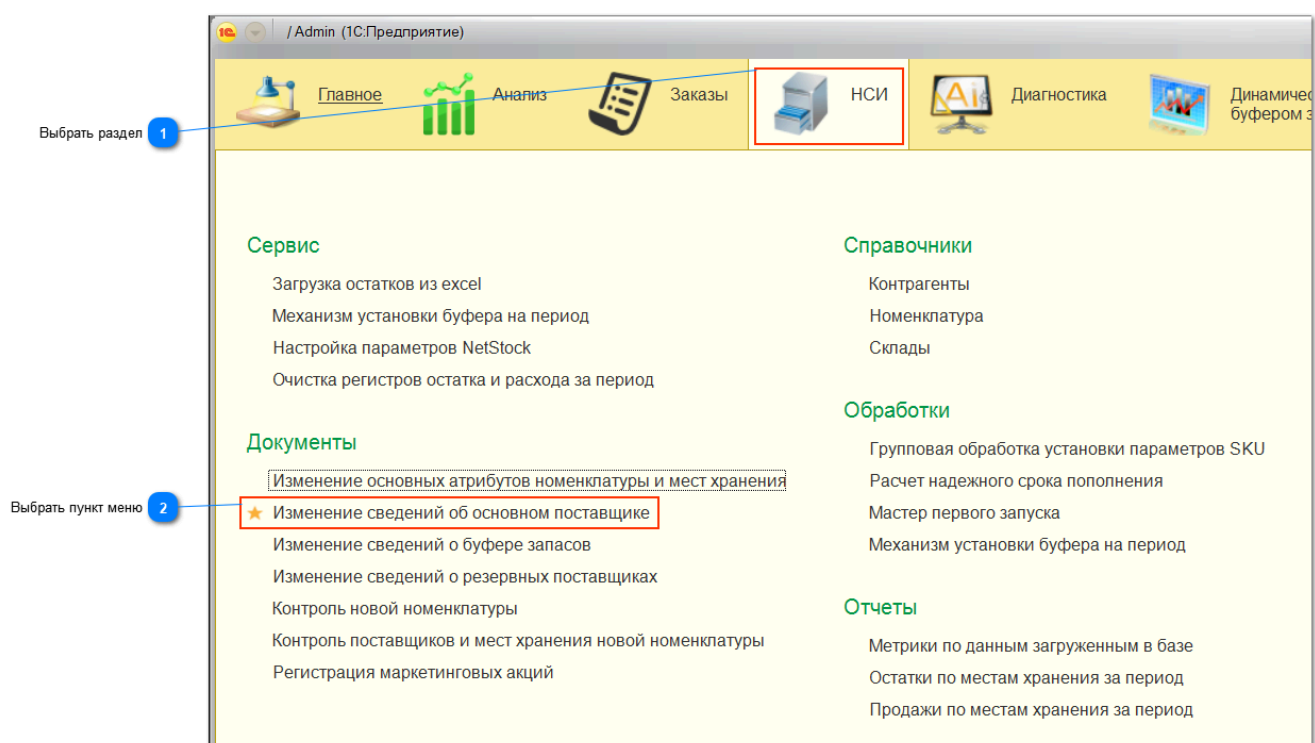 1С / Admin (1С:Предприятие)
Главное
Анализ
Заказы
НСИ
Диагностика
Динамичес
буфером з
Выбрать раздел 1
Сервис
Загрузка остатков из excel
Механизм установки буфера на период
Настройка параметров NetStock
Очистка регистров остатка и расхода за период
Документы
Изменение основных атрибутов номенклатуры и мест хранения
Выбрать пункт меню 2
Изменение сведений об основном поставщике
Изменение сведений о буфере запасов
Изменение сведений о резервных поставщиках
Контроль новой номенклатуры
Контроль поставщиков и мест хранения новой номенклатуры
Регистрация маркетинговых акций
Справочники
Контрагенты
Номенклатура
Склады
Обработки
Групповая обработка установки параметров SKU
Расчет надежного срока пополнения
Мастер первого запуска
Механизм установки буфера на период
Отчеты
Метрики по данным загруженным в базе
Остатки по местам хранения за период
Продажи по местам хранения за период